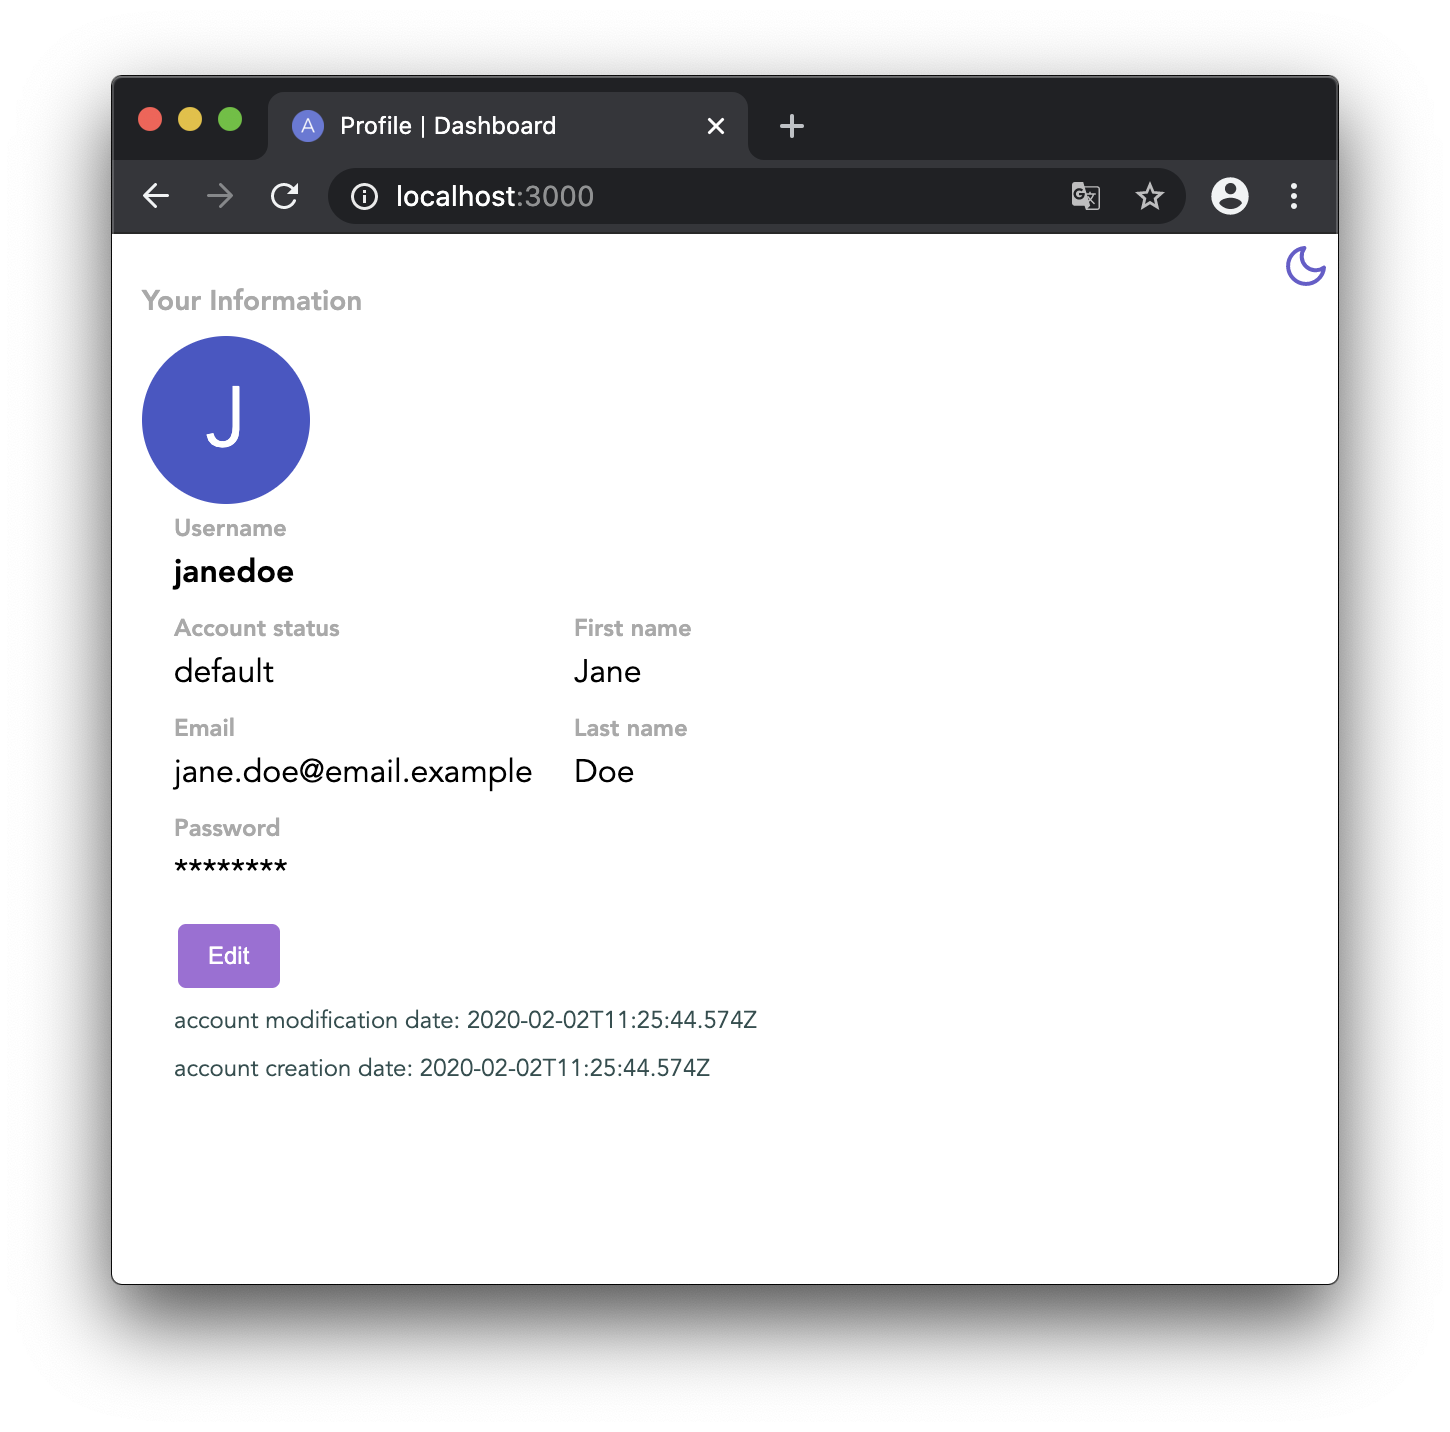 A Profile | Dashboard
localhost:3000
Your Information
J
Username
janedoe
Account status First name
default Jane
Email Last name
jane.doe@email.example Doe
Password
********
Edit
account modification date: 2020-02-02T11:25:44.574Z
account creation date: 2020-02-02T11:25:44.574Z